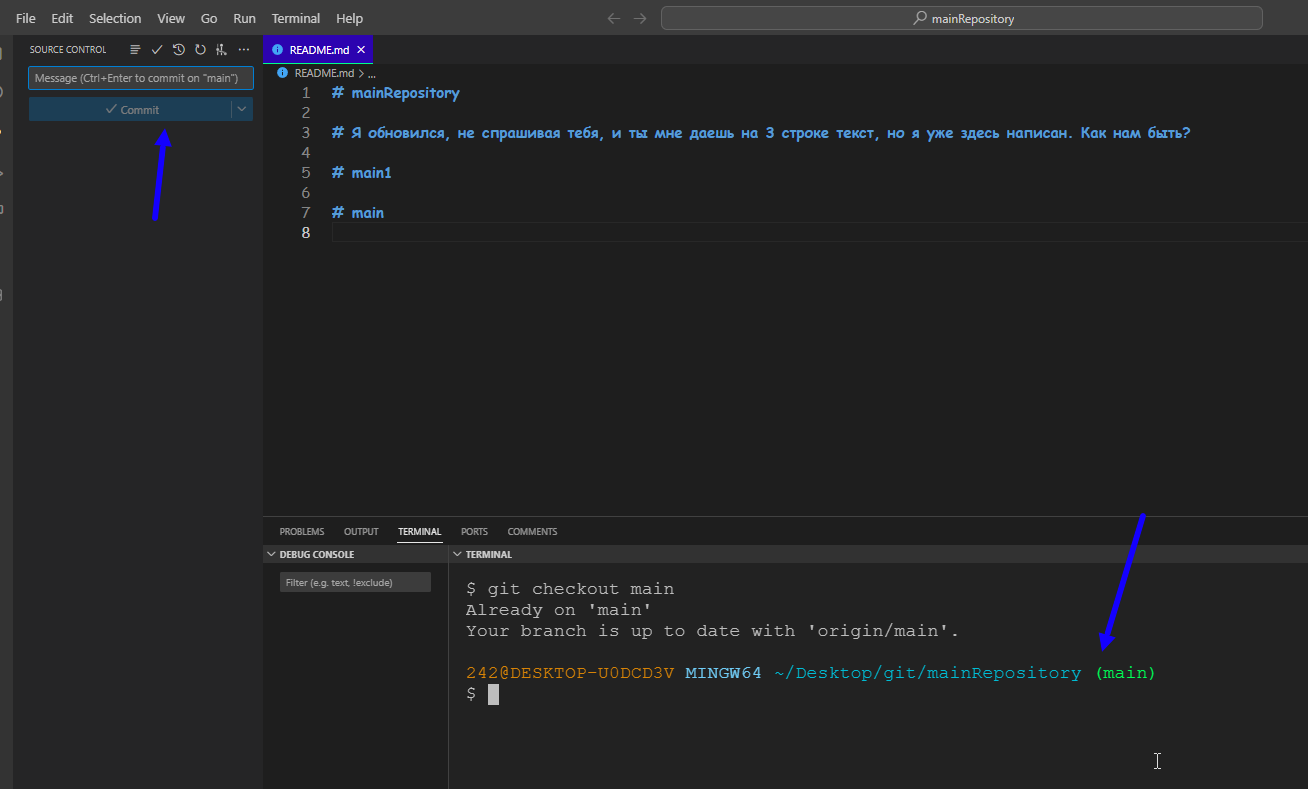 File Edit Selection View Go Run Terminal Help
mainRepository
SOURCE CONTROL
README.md
Message (Ctrl+Enter to commit on "main")
Commit
README.md > ...
1 # mainRepository
2
3 # Я обновился, не спрашивая тебя, и ты мне даешь на 3 строке текст, но я уже здесь написан. Как нам быть?
4
5 # main1
6
7 # main
8
PROBLEMS OUTPUT TERMINAL PORTS COMMENTS
DEBUG CONSOLE
TERMINAL
Filter (e.g. text, !exclude)
$ git checkout main
Already on 'main'
Your branch is up to date with 'origin/main'.
242@DESKTOP-U0DCD3V MINGW64 ~/Desktop/git/mainRepository (main)
$